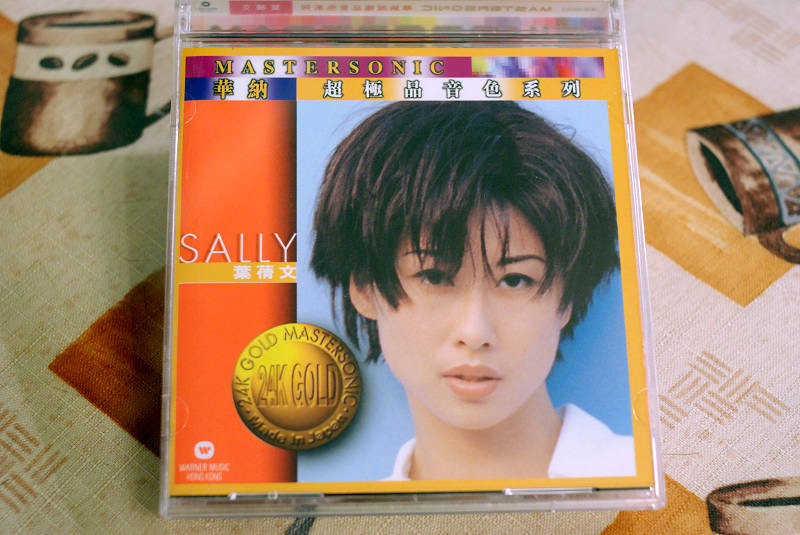 MASTERSONIC
華納 超極品音色系列
SALLY
葉蒨文
24K GOLD MASTERSONIC
24K GOLD
Made in Japan
WARNER MUSIC
HONG KONG